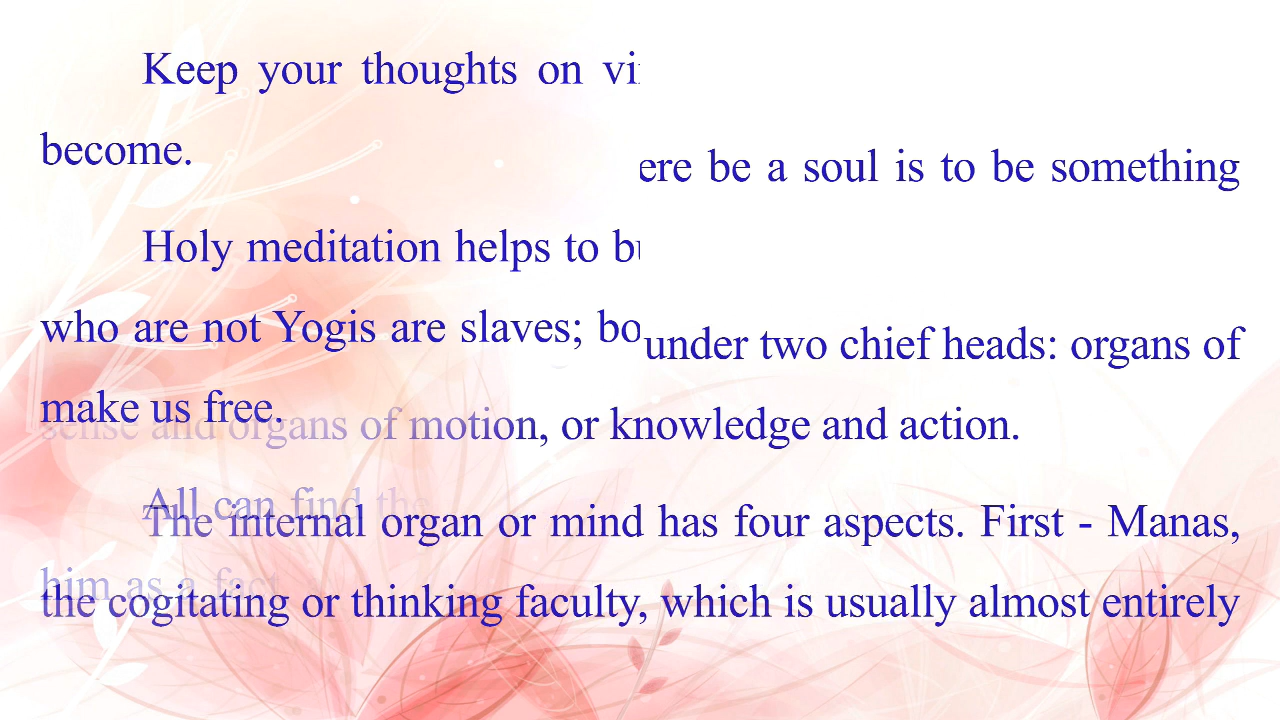 Keep your thoughts on
become.
be a soul is to be something
Holy meditation helps to
who are not Yogis are slaves;
under two chief heads: organs of
make us free.
sense and organs of motion, or knowledge and action.
All can find the
The internal organ or mind has four aspects. First - Manas,
him as a fact
the cogitating or thinking faculty, which is usually almost entirely